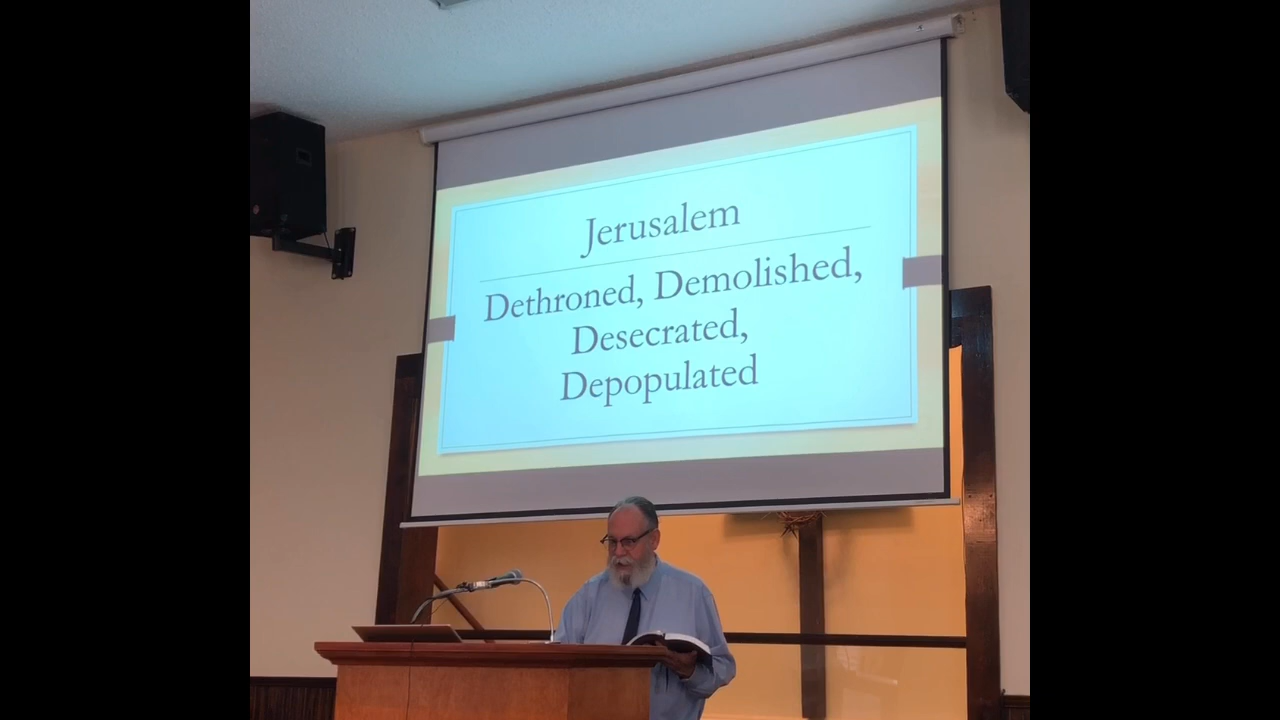 Jerusalem
Dethroned, Demolished,
Desecrated,
Depopulated